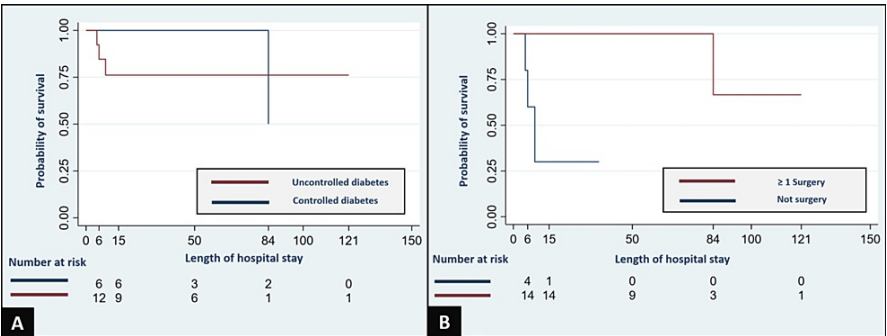 Probability of survival
1.00
0.75
0.50
0.25
0.00
Uncontrolled diabetes
Controlled diabetes
0 6 15 50 84 100 121 150
Length of hospital stay
Number at risk
6 6 3 2 0
12 9 6 1 1
A
Probability of survival
1.00
0.75
0.50
0.25
0.00
≥ 1 Surgery
Not surgery
0 6 15 50 84 100 121 150
Length of hospital stay
Number at risk
4 1 0 0 0
14 14 9 3 1
B